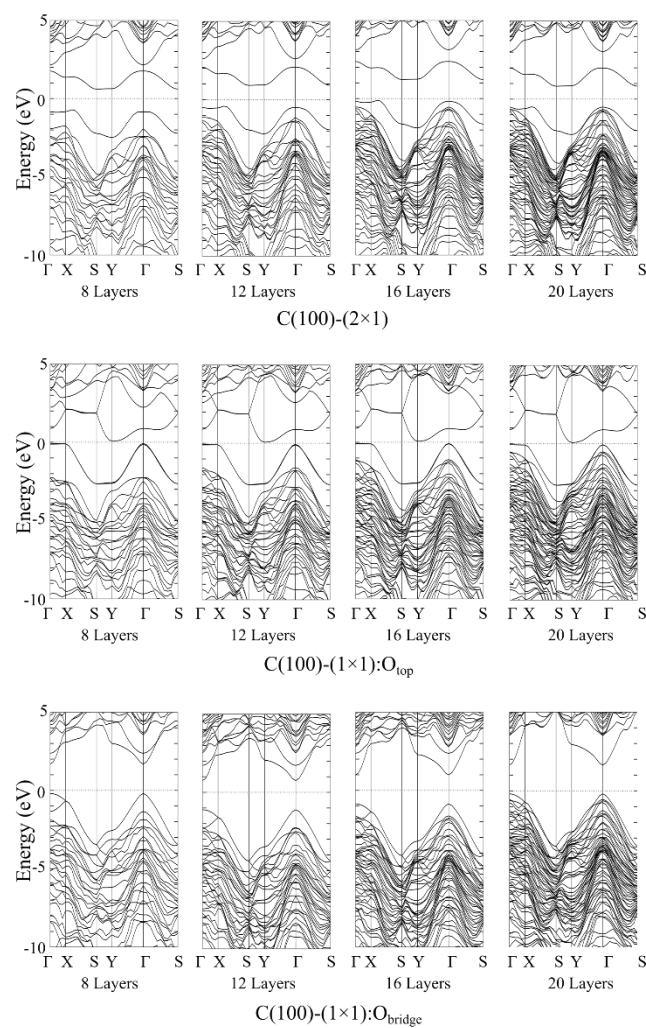 5
0
-5
-10
Energy (eV)
Γ X S Y Γ S Γ X S Y Γ S Γ X S Y Γ S Γ X S Y Γ S
8 Layers 12 Layers 16 Layers 20 Layers
C(100)-(2×1)
5
0
-5
-10
Energy (eV)
Γ X S Y Γ S Γ X S Y Γ S Γ X S Y Γ S Γ X S Y Γ S
8 Layers 12 Layers 16 Layers 20 Layers
C(100)-(1×1):Otop
5
0
-5
-10
Energy (eV)
Γ X S Y Γ S Γ X S Y Γ S Γ X S Y Γ S Γ X S Y Γ S
8 Layers 12 Layers 16 Layers 20 Layers
C(100)-(1×1):Obridge